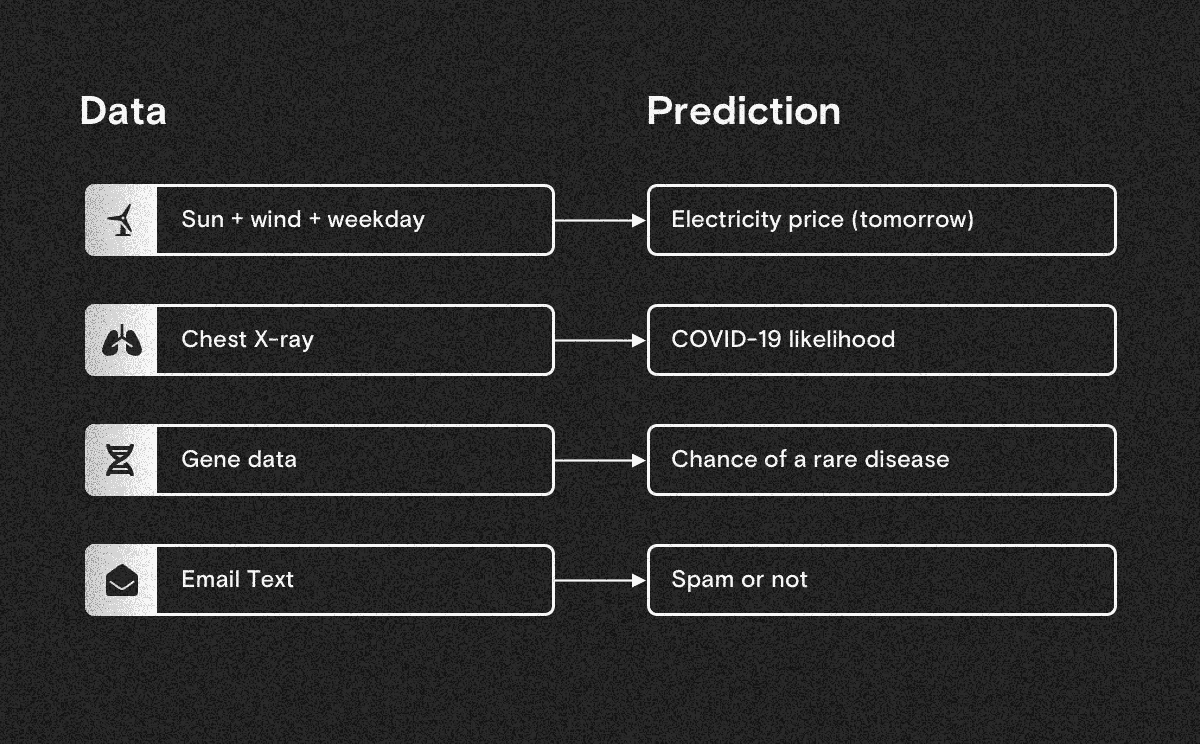 Data
Prediction
Sun + wind + weekday
Electricity price (tomorrow)
Chest X-ray
COVID-19 likelihood
Gene data
Chance of a rare disease
Email Text
Spam or not